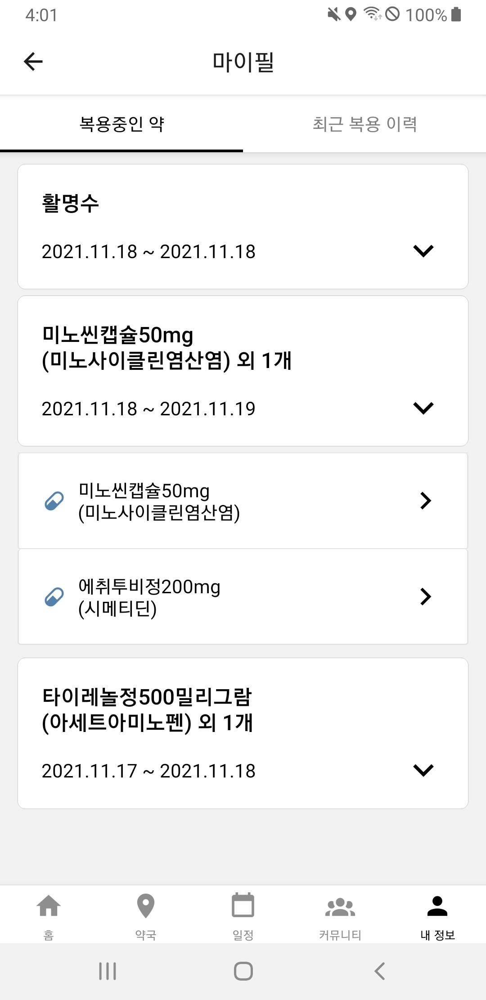 4:01
100%
마이필
복용중인 약
최근 복용 이력
활명수
2021.11.18 ~ 2021.11.18
미노씬캡슐50mg
(미노사이클린염산염) 외 1개
2021.11.18 ~ 2021.11.19
미노씬캡슐50mg
(미노사이클린염산염)
에취투비정200mg
(시메티딘)
타이레놀정500밀리그람
(아세트아미노펜) 외 1개
2021.11.17 ~ 2021.11.18
홈
약국
일정
커뮤니티
내 정보